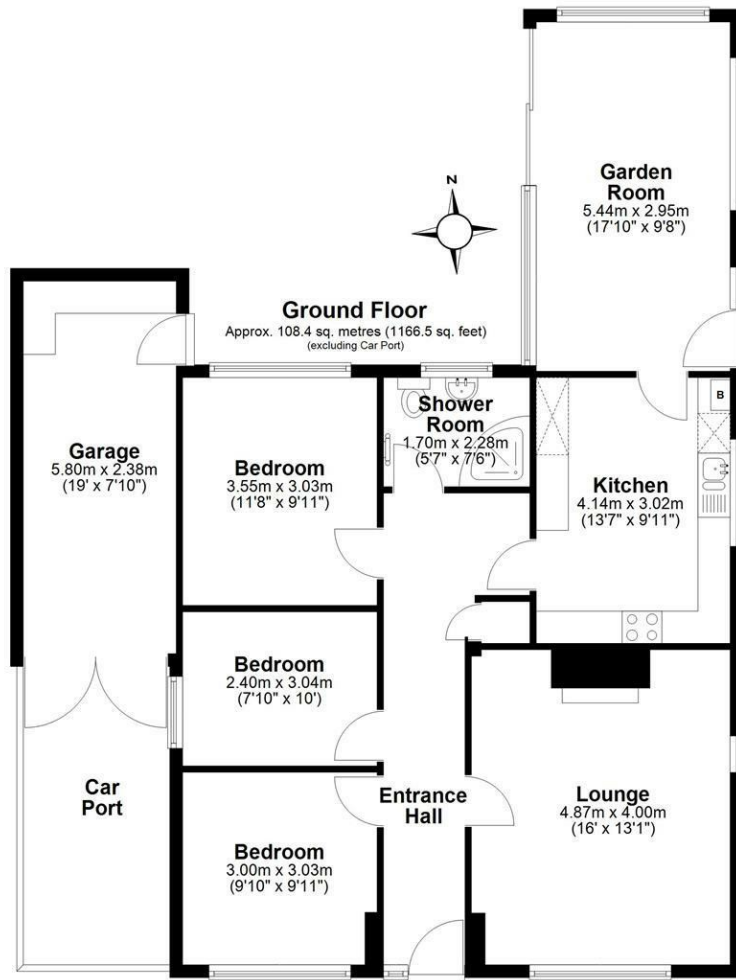 Garden
Room
5.44m x 2.95m
(17'10" x 9'8")
N
Ground Floor
Approx. 108.4 sq. metres (1166.5 sq. feet)
(excluding Car Port)
Garage
5.80m x 2.38m
(19' x 7'10")
Bedroom
3.55m x 3.03m
(11'8" x 9'11")
Shower
Room
1.70m x 2.28m
(5'7" x 7'6")
B
Kitchen
4.14m x 3.02m
(13'7" x 9'11")
Bedroom
2.40m x 3.04m
(7'10" x 10')
Car
Port
Entrance
Hall
Lounge
4.87m x 4.00m
(16' x 13'1")
Bedroom
3.00m x 3.03m
(9'10" x 9'11")